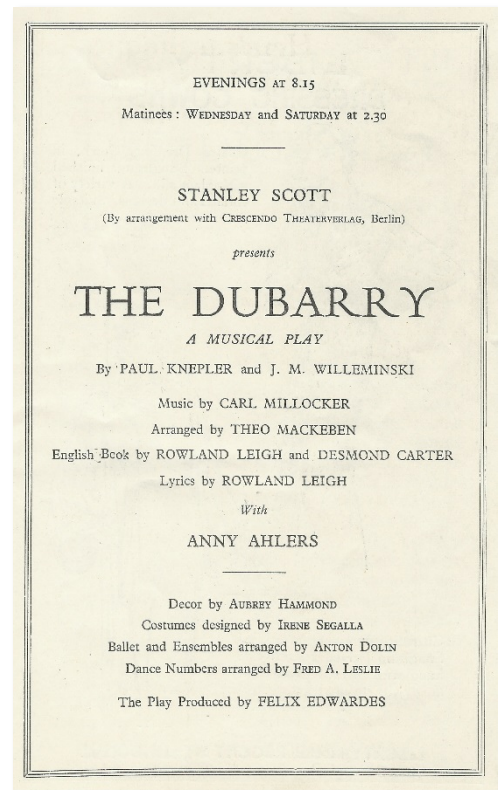 EVENINGS AT 8.15
Matinees : WEDNESDAY and SATURDAY at 2.30
STANLEY SCOTT
(By arrangement with CRESCENDO THEATERVERLAG, Berlin)
presents
THE DUBARRY
A MUSICAL PLAY
By PAUL KNEPLER and J. M. WILLEMINSKI
Music by CARL MILLOCKER
Arranged by THEO MACKEBEN
English Book by ROWLAND LEIGH and DESMOND CARTER
Lyrics by ROWLAND LEIGH
With
ANNY AHLERS
Decor by AUBREY HAMMOND
Costumes designed by IRENE SEGALLA
Ballet and Ensembles arranged by ANTON DOLIN
Dance Numbers arranged by FRED A. LESLIE
The Play Produced by FELIX EDWARDES